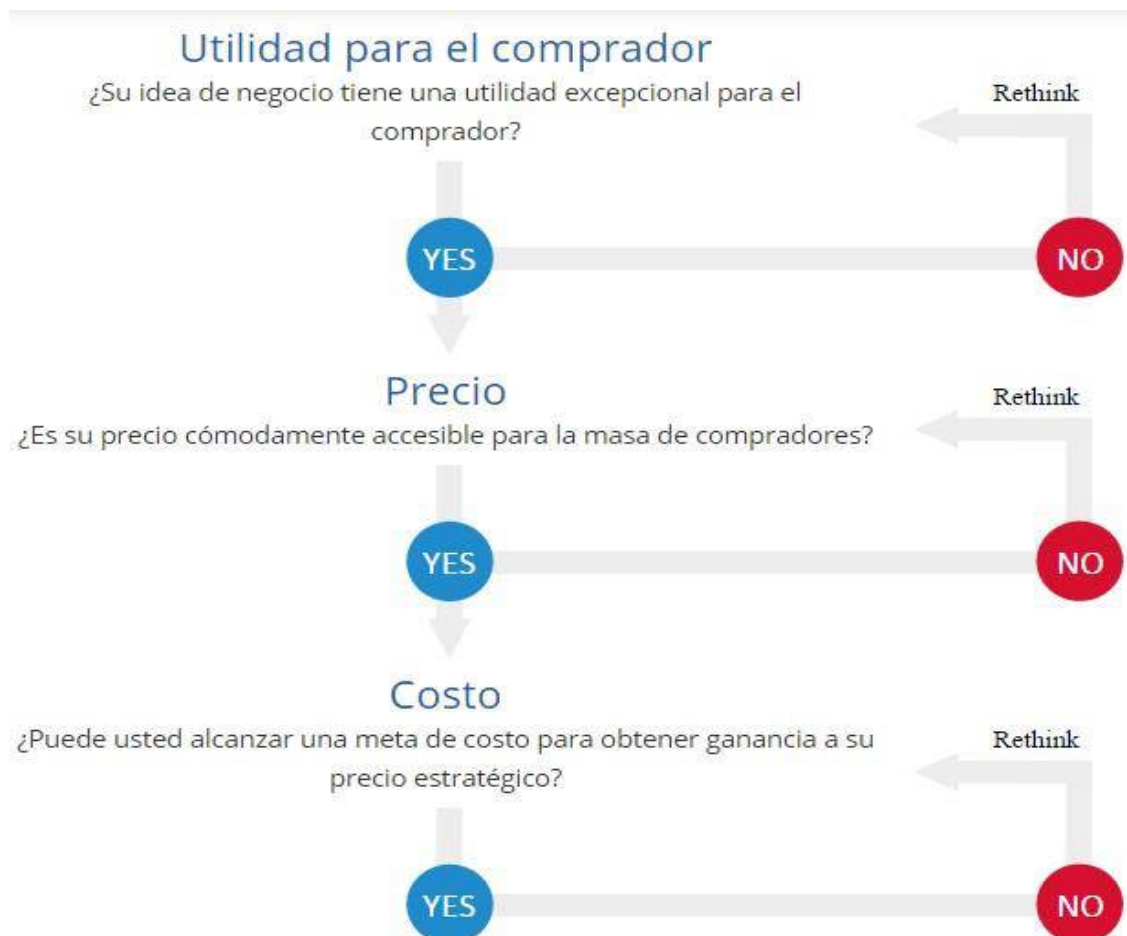 Utilidad para el comprador
¿Su idea de negocio tiene una utilidad excepcional para el
comprador?
Rethink
YES
NO
Precio
¿Es su precio cómodamente accesible para la masa de compradores?
Rethink
YES
NO
Costo
¿Puede usted alcanzar una meta de costo para obtener ganancia a su
precio estratégico?
Rethink
YES
NO